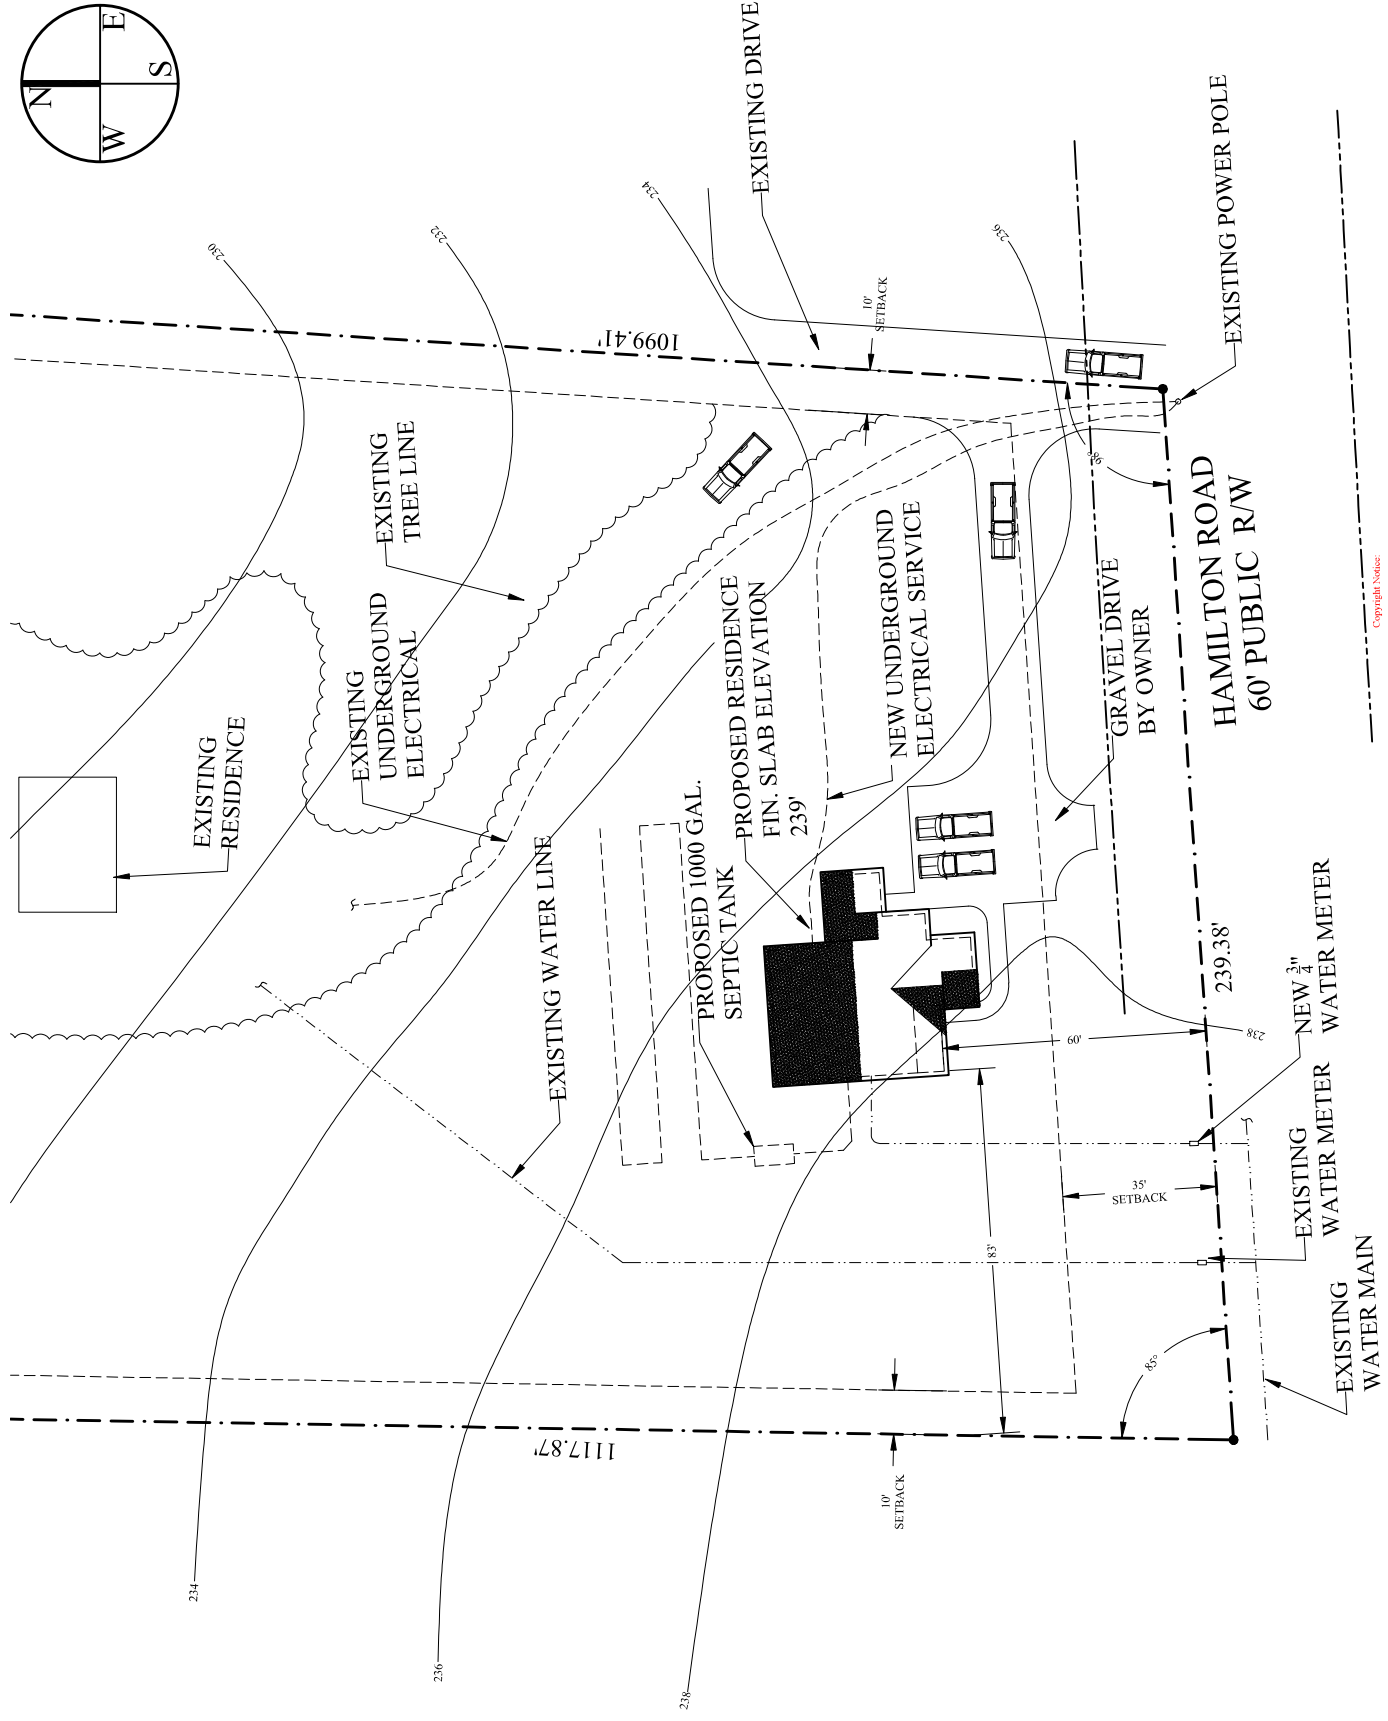 N
E
S
W
EXISTING DRIVE
230
232
234
236
EXISTING POWER POLE
10'
SETBACK
1099.41'
EXISTING
TREE LINE
98°
HAMILTON ROAD
60' PUBLIC R/W
Copyright Notice:
EXISTING
UNDERGROUND
ELECTRICAL
NEW UNDERGROUND
ELECTRICAL SERVICE
PROPOSED RESIDENCE
FIN. SLAB ELEVATION
239'
GRAVEL DRIVE
BY OWNER
EXISTING
RESIDENCE
PROPOSED 1000 GAL.
SEPTIC TANK
EXISTING WATER LINE
239.38'
NEW 3/4"
WATER METER
60'
238
EXISTING
WATER METER
35'
SETBACK
83'
EXISTING
WATER MAIN
85°
1117.87'
10'
SETBACK
234
236
238